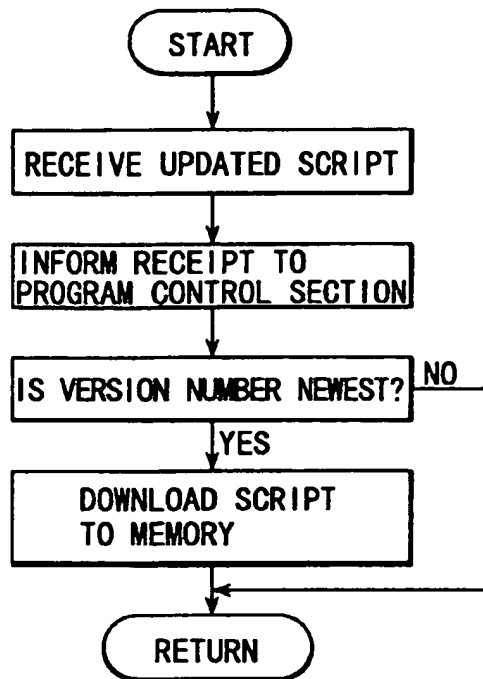 START
RECEIVE UPDATED SCRIPT
INFORM RECEIPT TO
PROGRAM CONTROL SECTION
IS VERSION NUMBER NEWEST?
NO
YES
DOWNLOAD SCRIPT
TO MEMORY
RETURN